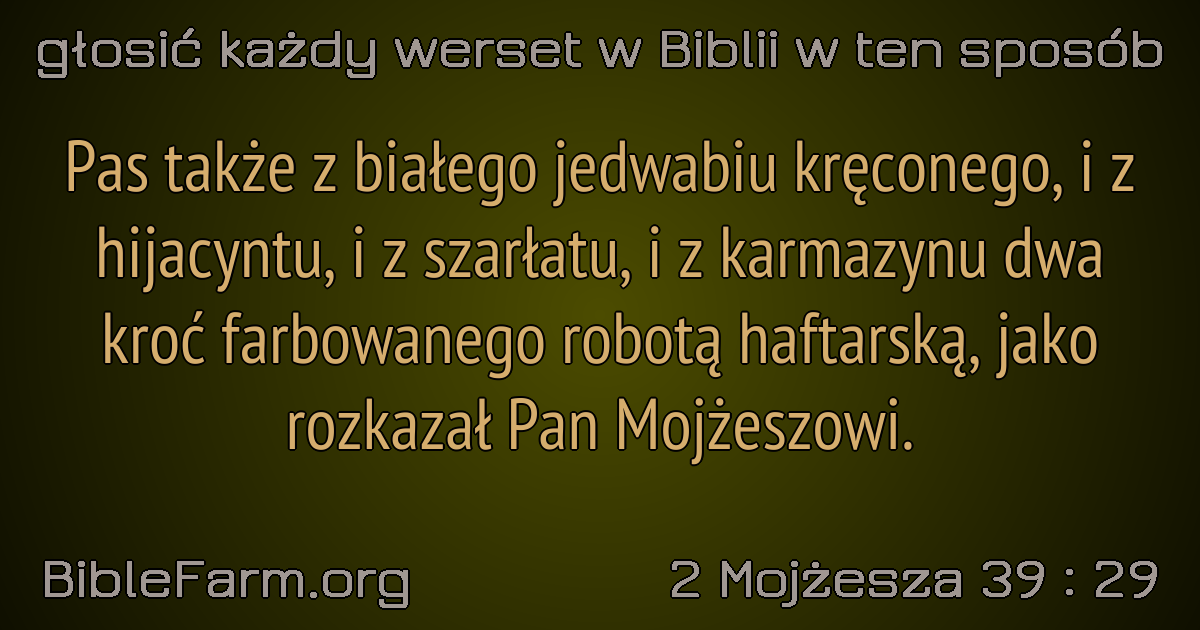 głosić każdy werset w Biblii w ten sposób
Pas także z białego jedwabiu kręconego, i z
hijacyntu, i z szarłatu, i z karmazynu dwa
kroć farbowanego robotą haftarską, jako
rozkazał Pan Mojżeszowi.
BibleFarm.org
2 Mojżesza 39 : 29